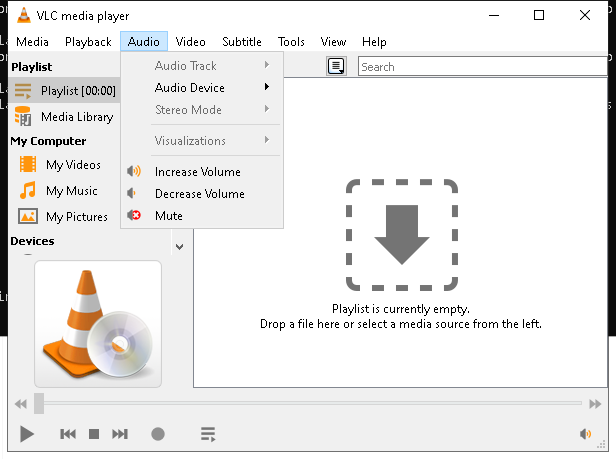 VLC media player
Media Playback Audio Video Subtitle Tools View Help
Playlist
Playlist [00:00]
Media Library
My Computer
My Videos
My Music
My Pictures
Devices
Audio Track
Audio Device
Stereo Mode
Visualizations
Increase Volume
Decrease Volume
Mute
Search
Playlist is currently empty.
Drop a file here or select a media source from the left.